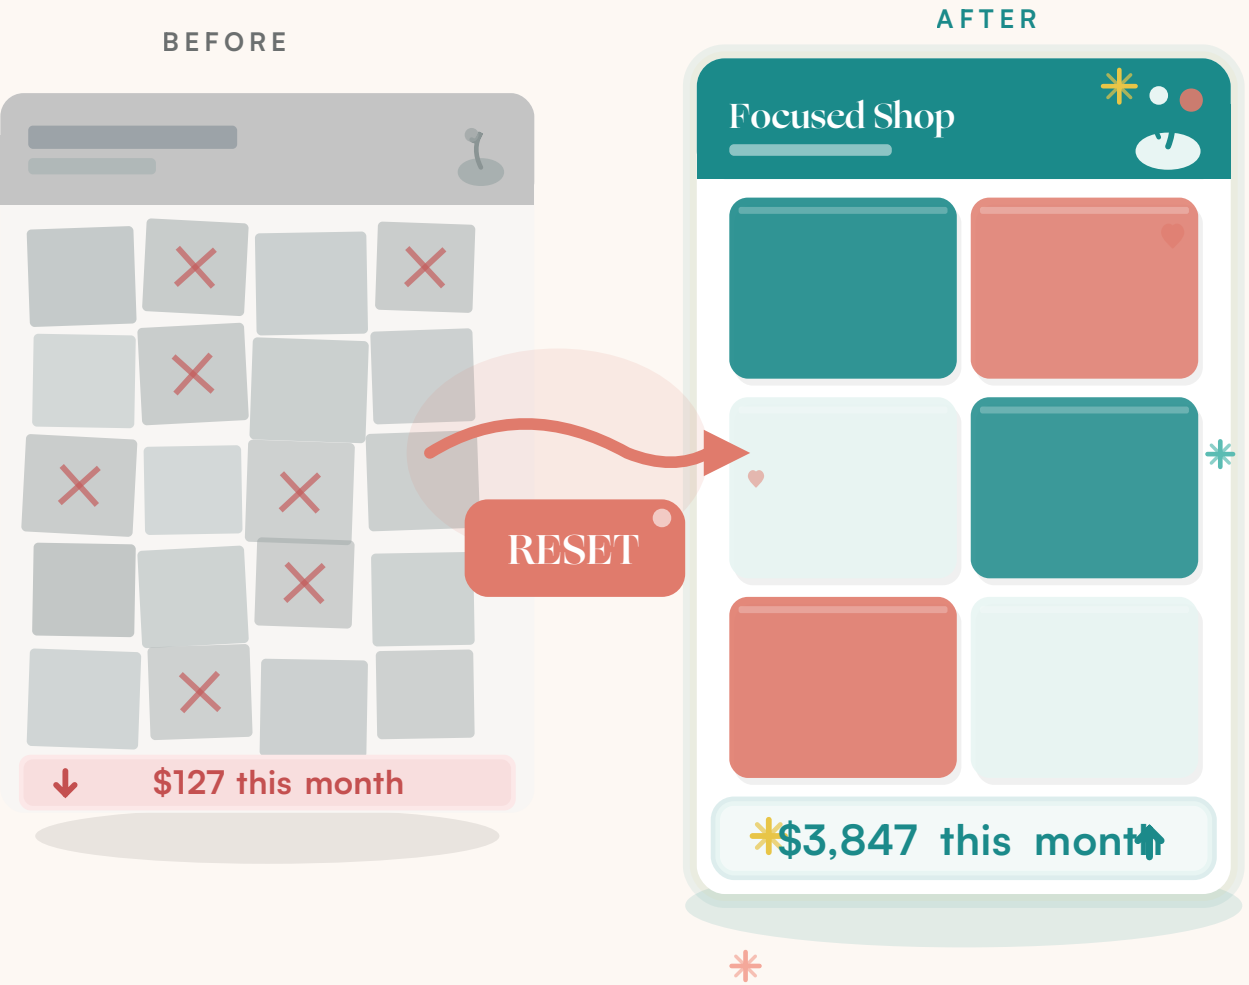 BEFORE
AFTER
Focused Shop
RESET
$127 this month
$3,847 this month